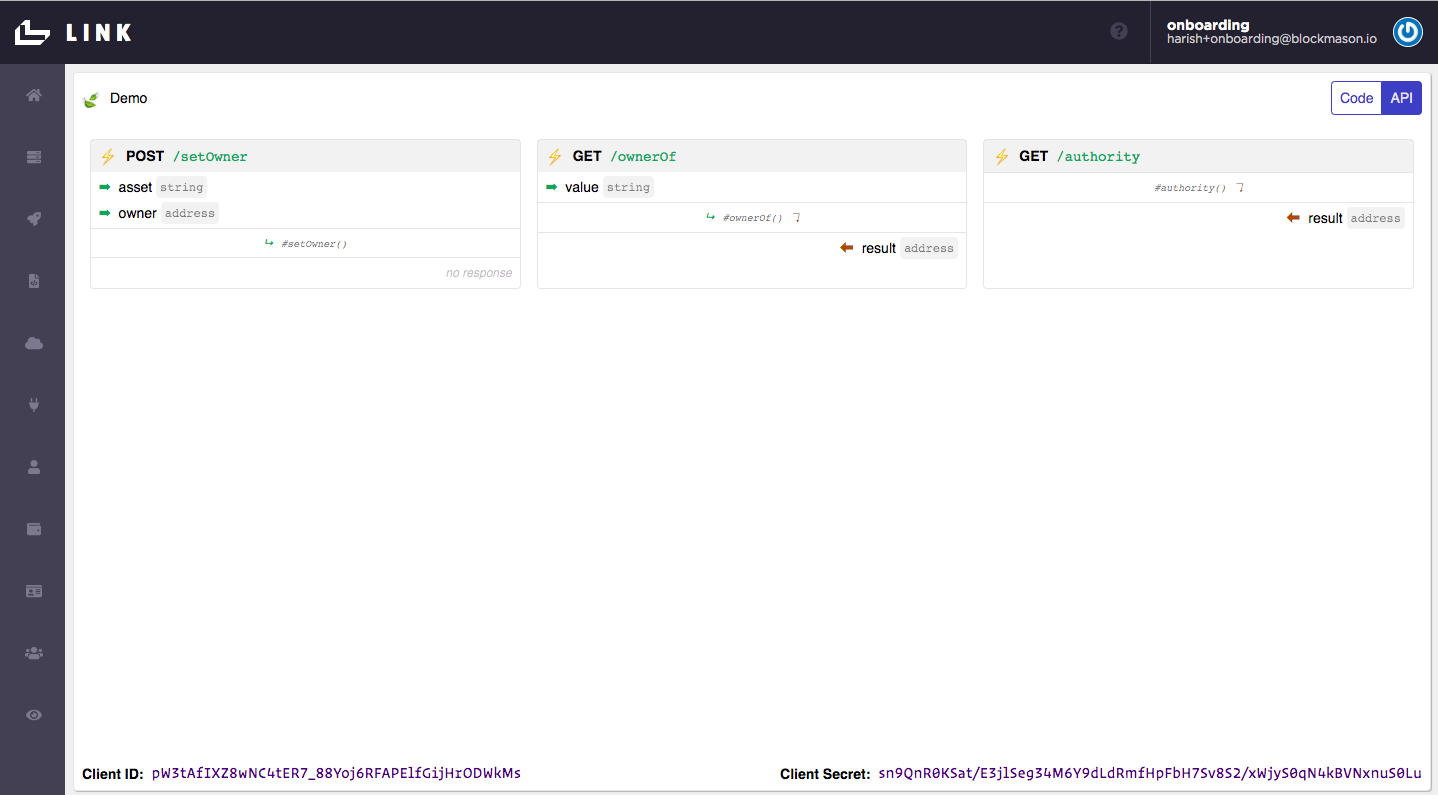 LINK
onboarding
harish+onboarding@blockmason.io
Demo
Code API
POST /setOwner
asset string
owner address
#setOwner()
no response
GET /ownerOf
value string
#ownerOf()
result address
GET /authority
#authority()
result address
Client ID: pW3tAfIXZ8wNC4tER7_88Yoj6RFAPElfGijHrODWkMs
Client Secret: sn9QnR0KSat/E3jlSeg34M6Y9dLdRmfHpFbH7Sv8S2/xWjyS0qN4kBVNxnuS0Lu